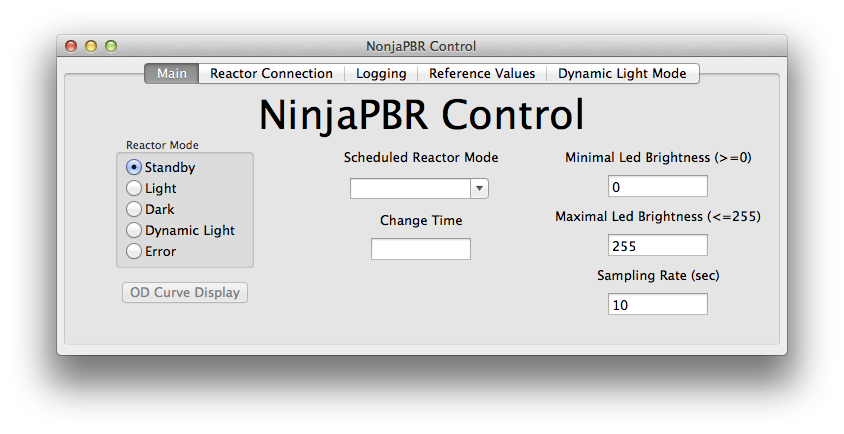 NonjaPBR Control
Main
Reactor Connection
Logging
Reference Values
Dynamic Light Mode
NinjaPBR Control
Reactor Mode
Standby
Light
Dark
Dynamic Light
Error
OD Curve Display
Scheduled Reactor Mode
Change Time
Minimal Led Brightness (>=0)
0
Maximal Led Brightness (<=255)
255
Sampling Rate (sec)
10